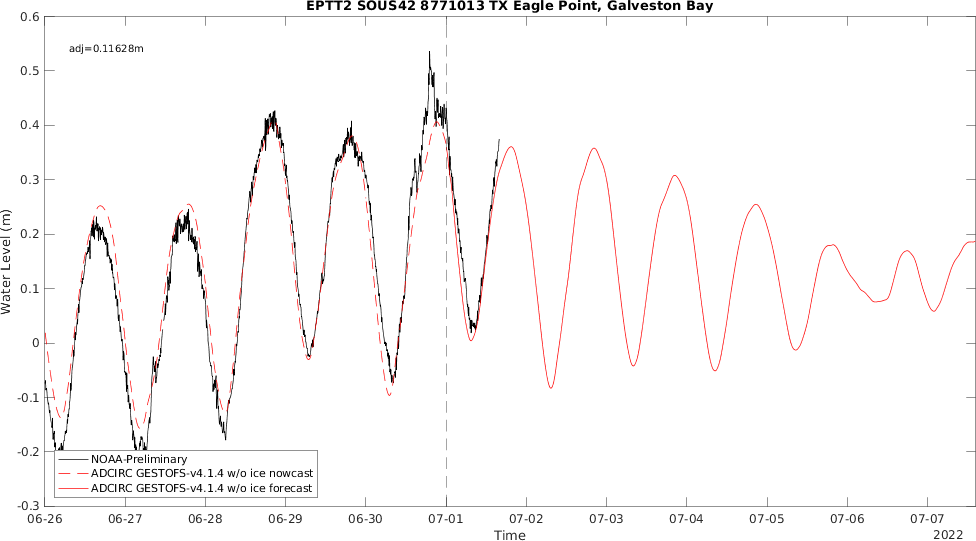 EPTT2 SOUS42 8771013 TX Eagle Point, Galveston Bay
0.6
adj=0.11628m
0.5
0.4
0.3
0.2
0.1
0
-0.1
-0.2
-0.3
Water Level (m)
NOAA-Preliminary
ADCIRC GESTOFS-v4.1.4 w/o ice nowcast
ADCIRC GESTOFS-v4.1.4 w/o ice forecast
06-26 06-27 06-28 06-29 06-30 07-01 07-02 07-03 07-04 07-05 07-06 07-07
Time
2022